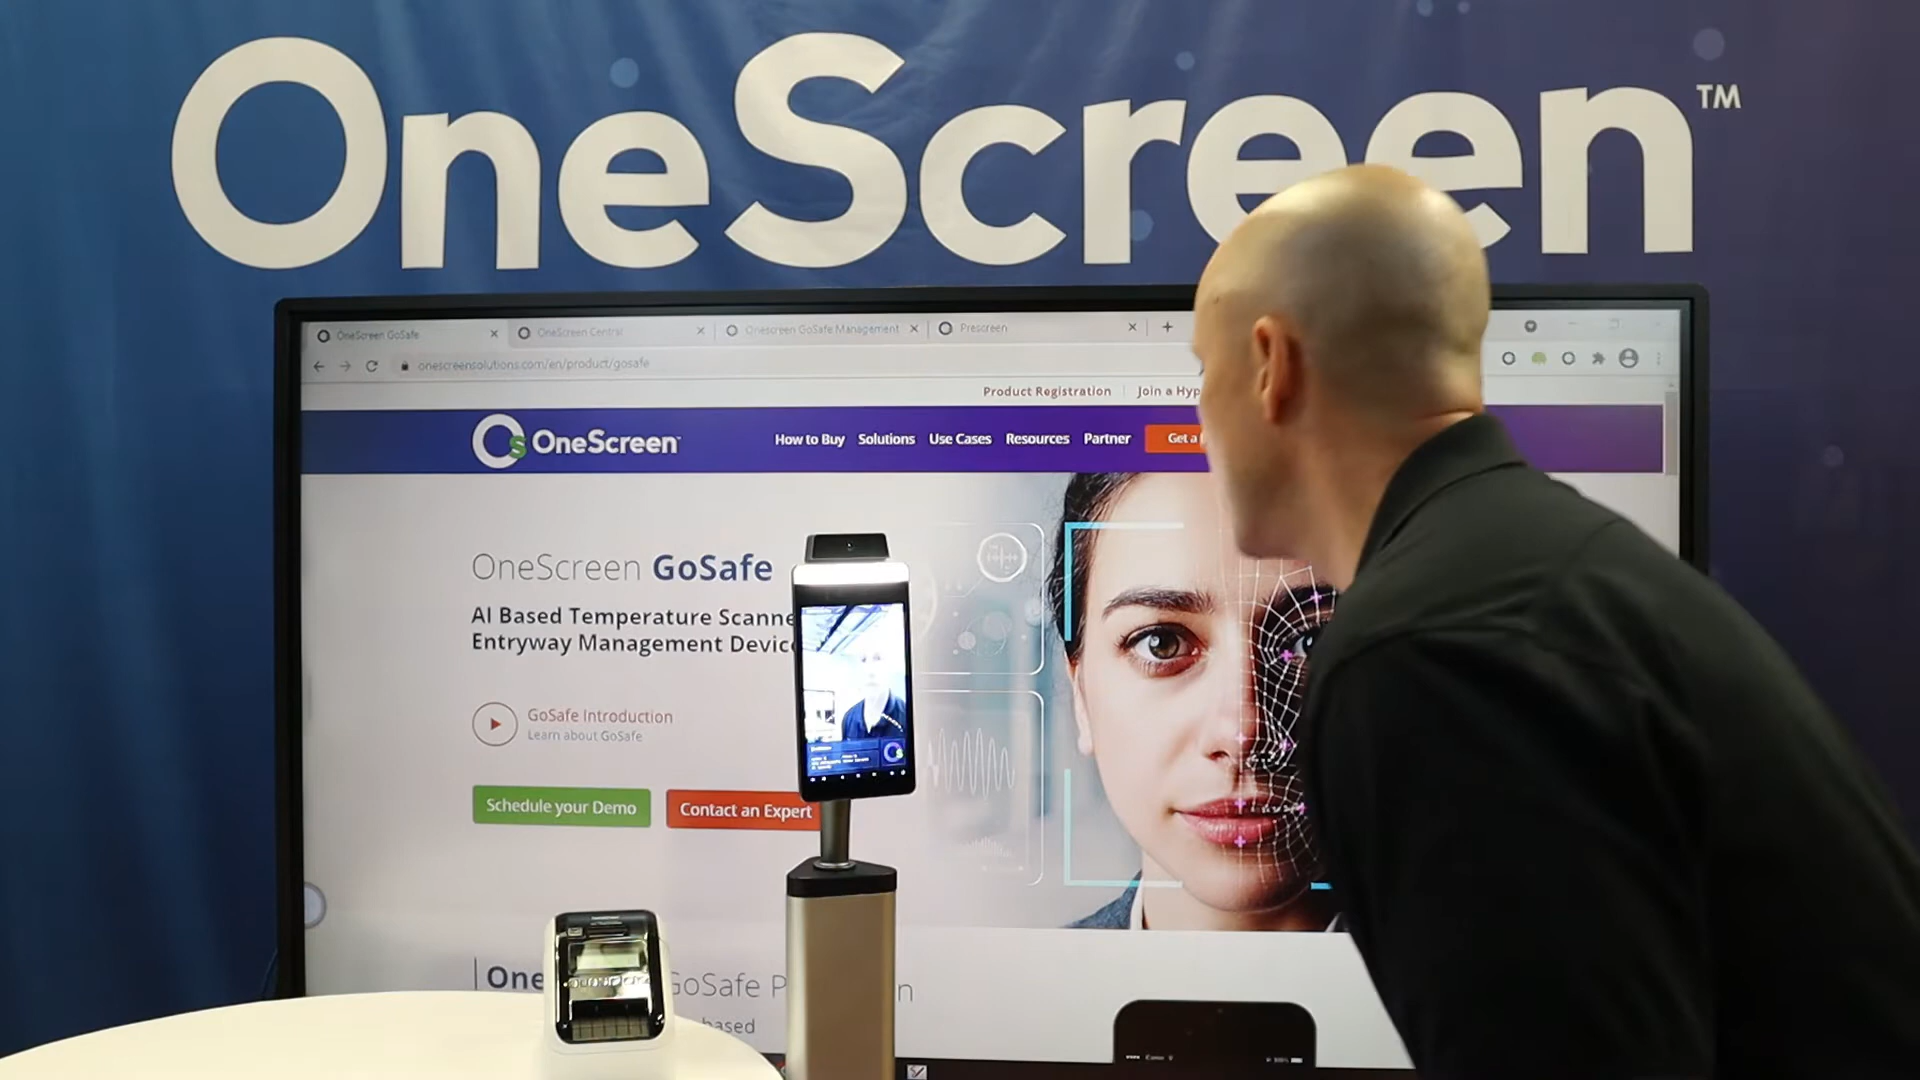 OneScreen™
OneScreen GoSafe
OneScreen Central
Onescreen GoSafe Management
Prescreen
onescreensolutions.com/en/product/gosafe
Product Registration
Join a Hyp
OneScreen
How to Buy Solutions Use Cases Resources Partner Get a
OneScreen GoSafe
AI Based Temperature Scanne
Entryway Management Devic
GoSafe Introduction
Learn about GoSafe
Schedule your Demo
Contact an Expert
One GoSafe P n
based